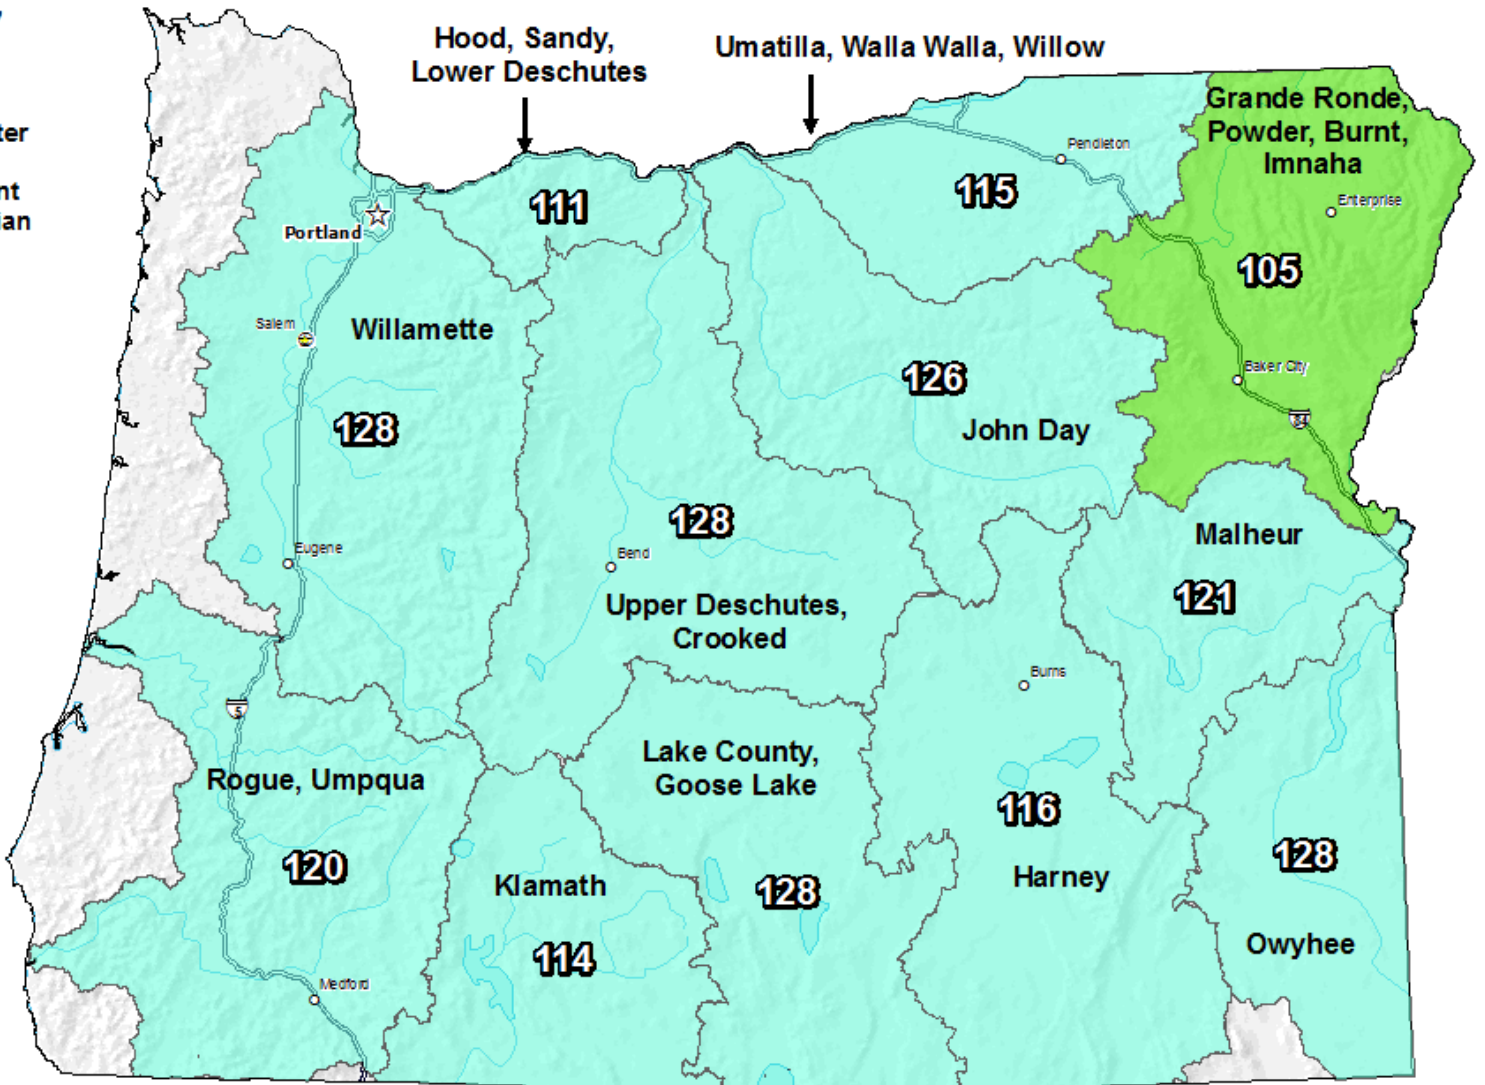 Hood, Sandy,
Lower Deschutes
Umatilla, Walla Walla, Willow
Grande Ronde,
Powder, Burnt,
Imnaha
Pendleton
115
111
Enterprise
Portland
105
Salem
Willamette
Baker City
126
84
128
John Day
128
Malheur
Eugene
Bend
121
Upper Deschutes,
Crooked
Burns
5
Lake County,
Goose Lake
Rogue, Umpqua
116
128
120
Klamath
128
Harney
114
Owyhee
Medford